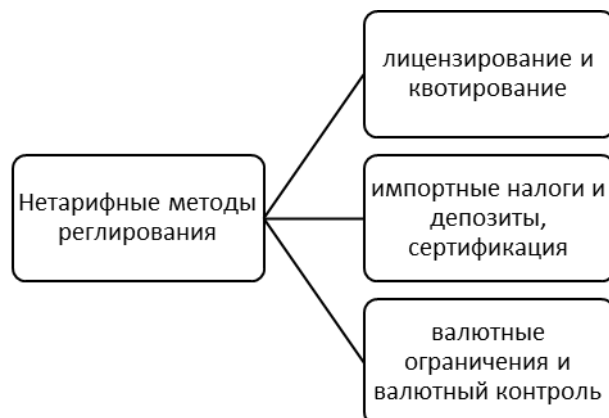 лицензирование и
квотирование
Нетарифные методы
реглирования
импортные налоги и
депозиты,
сертификация
валютные
ограничения и
валютный контроль